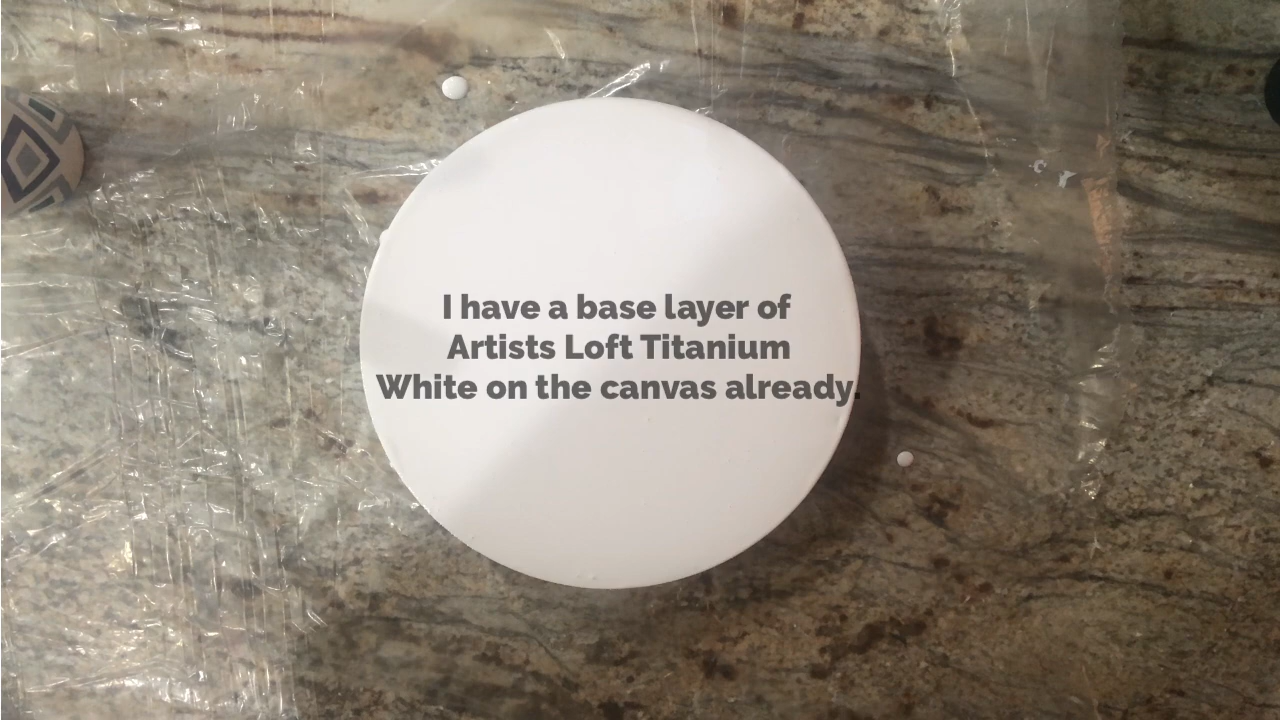 I have a base layer of
Artists Loft Titanium
White on the canvas already.